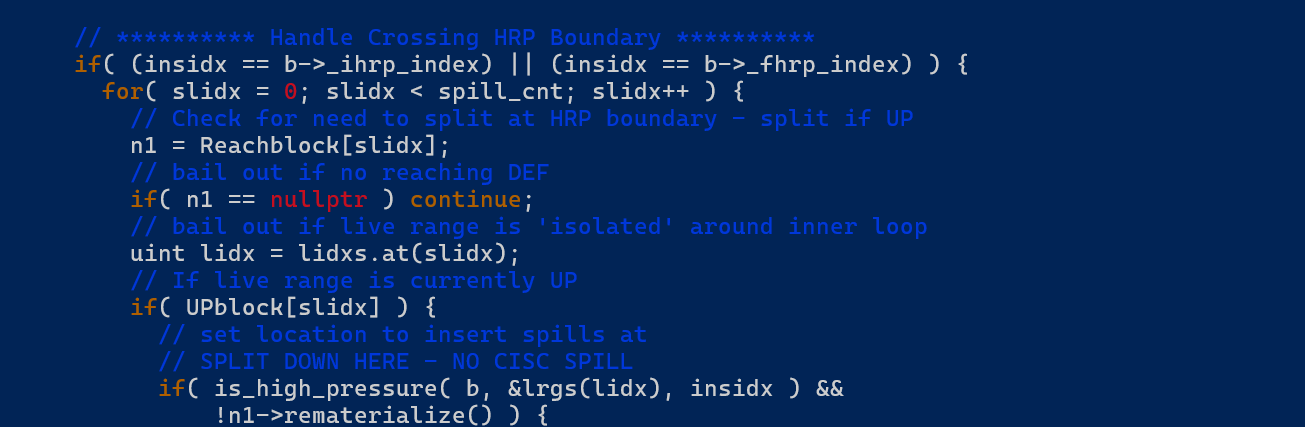 // ********** Handle Crossing HRP Boundary **********
if( (insidx == b->_ihrp_index) || (insidx == b->_fhrp_index) ) {
for( slidx = 0; slidx < spill_cnt; slidx++ ) {
// Check for need to split at HRP boundary - split if UP
n1 = Reachblock[slidx];
// bail out if no reaching DEF
if( n1 == nullptr ) continue;
// bail out if live range is 'isolated' around inner loop
uint lidx = lidxs.at(slidx);
// If live range is currently UP
if( UPblock[slidx] ) {
// set location to insert spills at
// SPLIT DOWN HERE - NO CISC SPILL
if( is_high_pressure( b, &lrgs(lidx), insidx ) &&
!n1->rematerialize() ) {